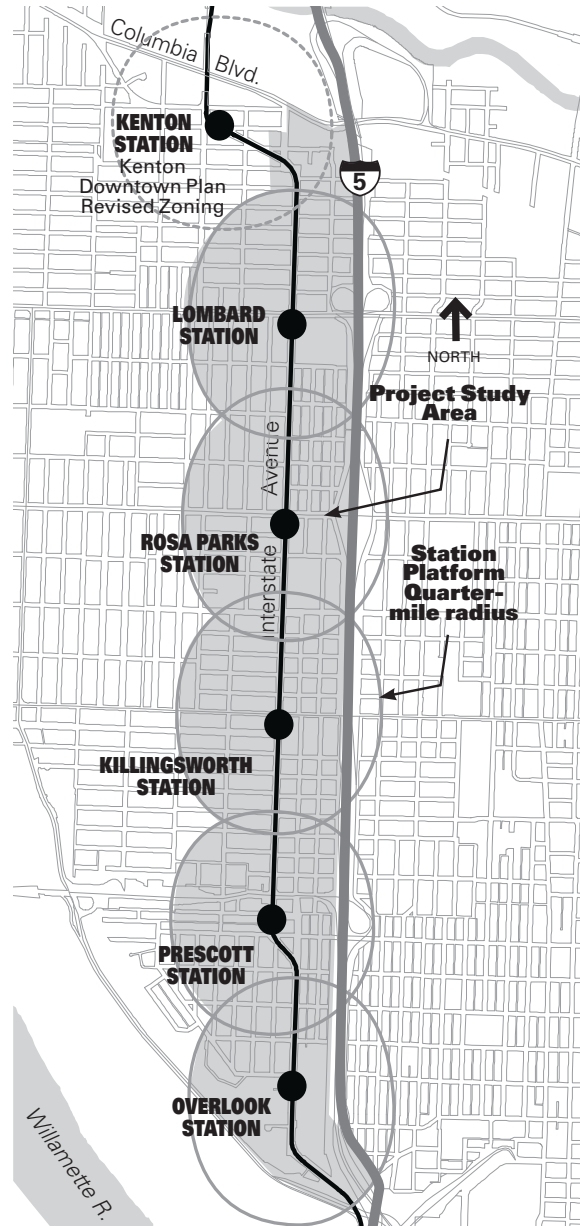 Columbia Blvd.
KENTON
STATION
Kenton
Downtown Plan
Revised Zoning
5
LOMBARD
STATION
NORTH
Project Study
Area
Interstate Avenue
ROSA PARKS
STATION
Station
Platform
Quarter-
mile radius
KILLINGSWORTH
STATION
PRESCOTT
STATION
OVERLOOK
STATION
Willamette R.